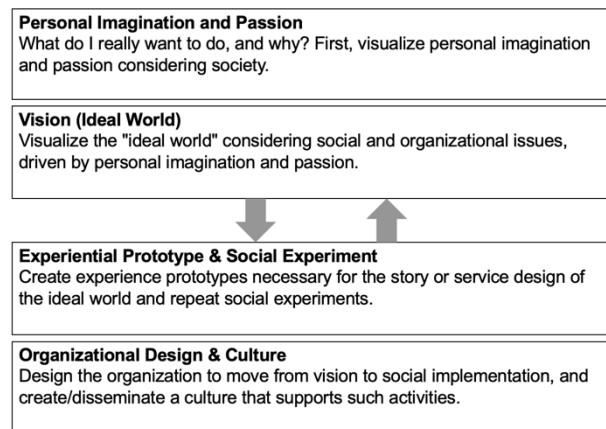 Personal Imagination and Passion
What do I really want to do, and why? First, visualize personal imagination
and passion considering society.
Vision (Ideal World)
Visualize the "ideal world" considering social and organizational issues,
driven by personal imagination and passion.
Experiential Prototype & Social Experiment
Create experience prototypes necessary for the story or service design of
the ideal world and repeat social experiments.
Organizational Design & Culture
Design the organization to move from vision to social implementation, and
create/disseminate a culture that supports such activities.